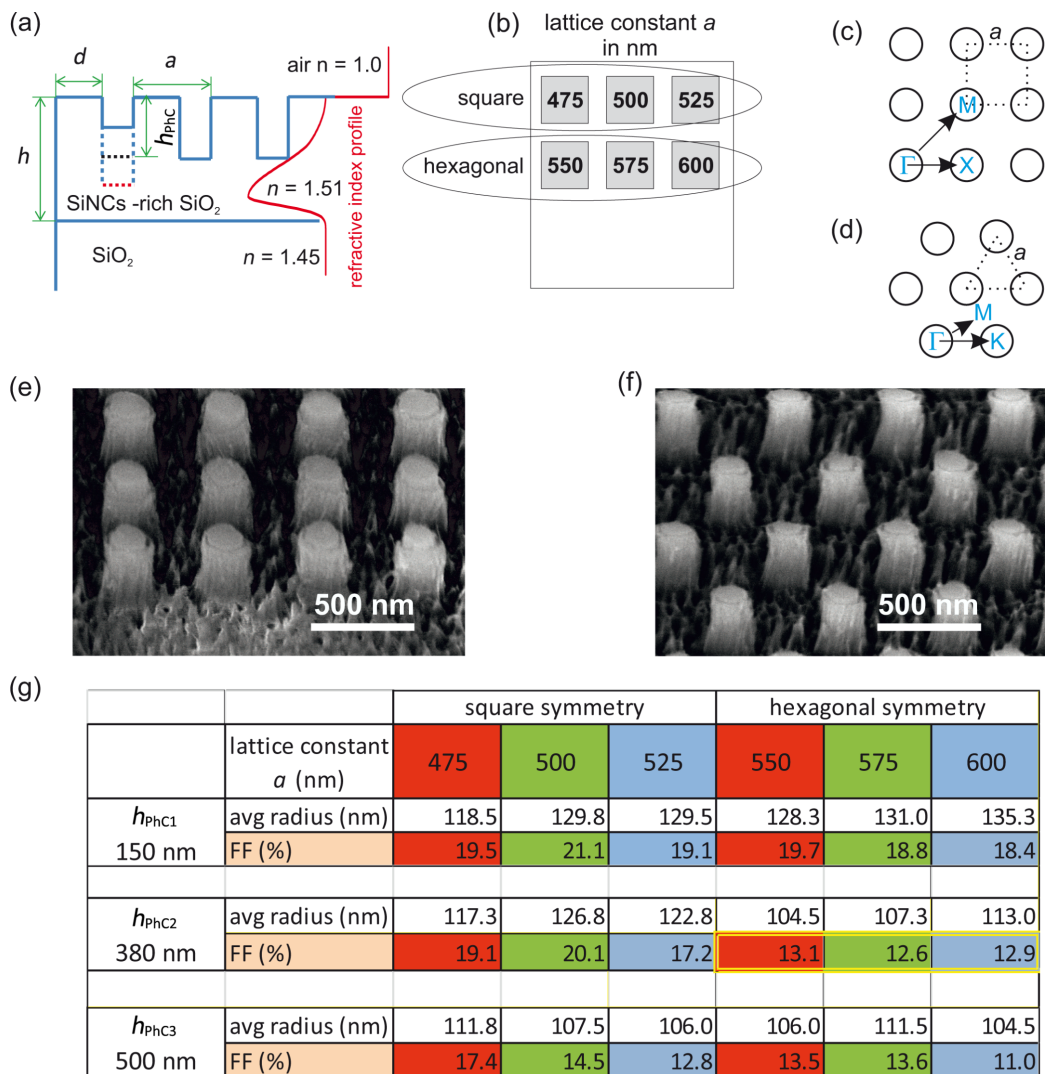 (a)
d
a
air n = 1.0
h
hPhC
n = 1.51
SiNCs -rich SiO2
SiO2
n = 1.45
refractive index profile
(b)
lattice constant a
in nm
square
475 500 525
hexagonal
550 575 600
(c)
a
M
Γ X
(d)
a
M
Γ K
(e)
500 nm
(f)
500 nm
(g)
square symmetry hexagonal symmetry
lattice constant
a (nm) 475 500 525 550 575 600
hPhC1 avg radius (nm) 118.5 129.8 129.5 128.3 131.0 135.3
150 nm FF (%) 19.5 21.1 19.1 19.7 18.8 18.4
hPhC2 avg radius (nm) 117.3 126.8 122.8 104.5 107.3 113.0
380 nm FF (%) 19.1 20.1 17.2 13.1 12.6 12.9
hPhC3 avg radius (nm) 111.8 107.5 106.0 106.0 111.5 104.5
500 nm FF (%) 17.4 14.5 12.8 13.5 13.6 11.0